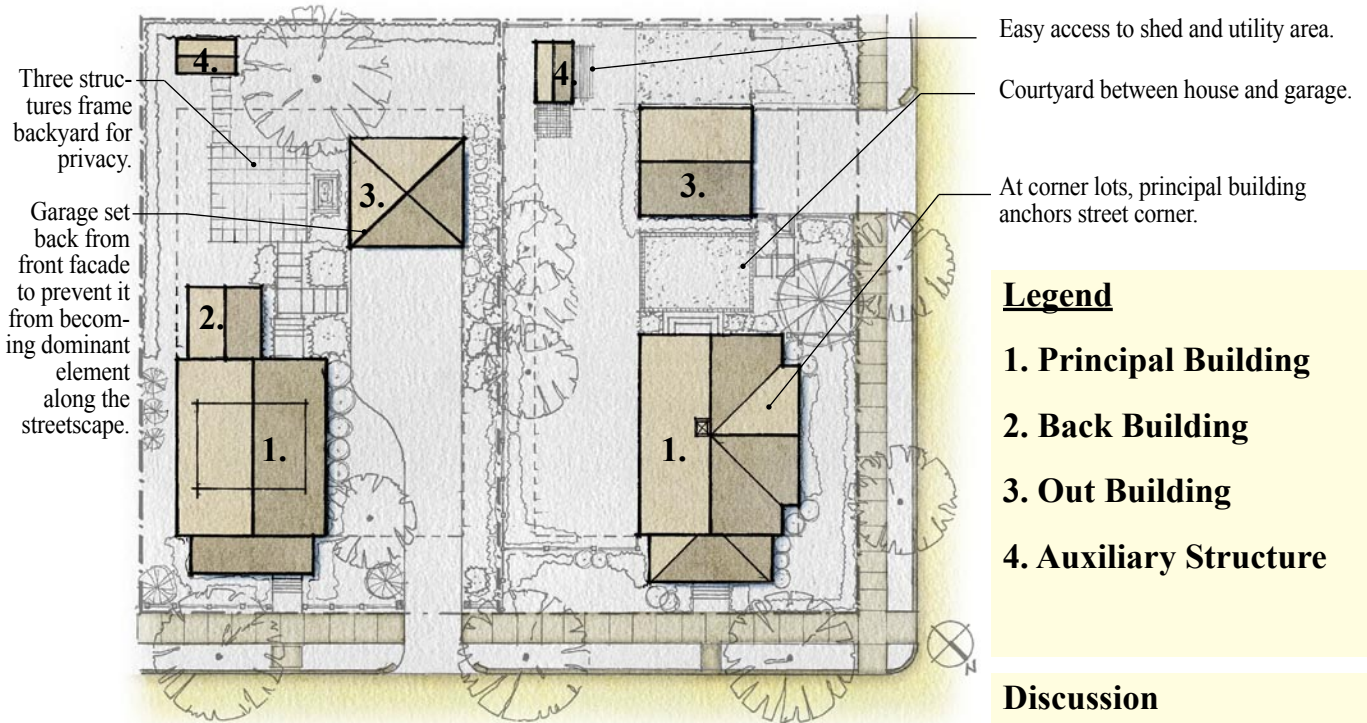 Three struc-
tures frame
backyard for
privacy.
Garage set
back from
front facade
to prevent it
from becom-
ing dominant
element
along the
streetscape.
4.
4.
3.
3.
2.
1.
1.
N
Easy access to shed and utility area.
Courtyard between house and garage.
At corner lots, principal building
anchors street corner.
Legend
1. Principal Building
2. Back Building
3. Out Building
4. Auxiliary Structure
Discussion